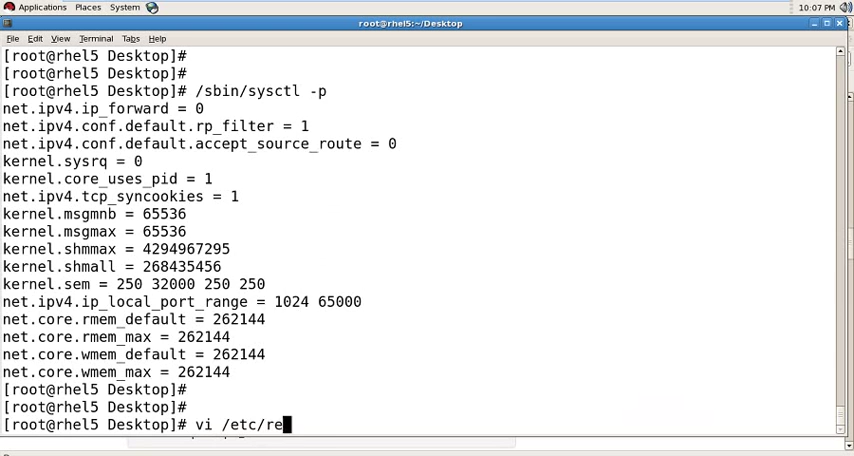 Applications Places System 10:07 PM
root@rhel5:~/Desktop
File Edit View Terminal Tabs Help
[root@rhel5 Desktop]#
[root@rhel5 Desktop]#
[root@rhel5 Desktop]# /sbin/sysctl -p
net.ipv4.ip_forward = 0
net.ipv4.conf.default.rp_filter = 1
net.ipv4.conf.default.accept_source_route = 0
kernel.sysrq = 0
kernel.core_uses_pid = 1
net.ipv4.tcp_syncookies = 1
kernel.msgmnb = 65536
kernel.msgmax = 65536
kernel.shmmax = 4294967295
kernel.shmall = 268435456
kernel.sem = 250 32000 250 250
net.ipv4.ip_local_port_range = 1024 65000
net.core.rmem_default = 262144
net.core.rmem_max = 262144
net.core.wmem_default = 262144
net.core.wmem_max = 262144
[root@rhel5 Desktop]#
[root@rhel5 Desktop]#
[root@rhel5 Desktop]# vi /etc/re